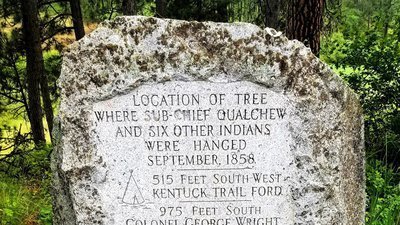 LOCATION OF TREE
WHERE SUB-CHIEF QUALCHEW
AND SIX OTHER INDIANS
WERE HANGED
SEPTEMBER, 1858
515 FEET SOUTH WEST
KENTUCK TRAIL FORD.
975 FEET SOUTH
COLONEL GEORGE WRIGHT